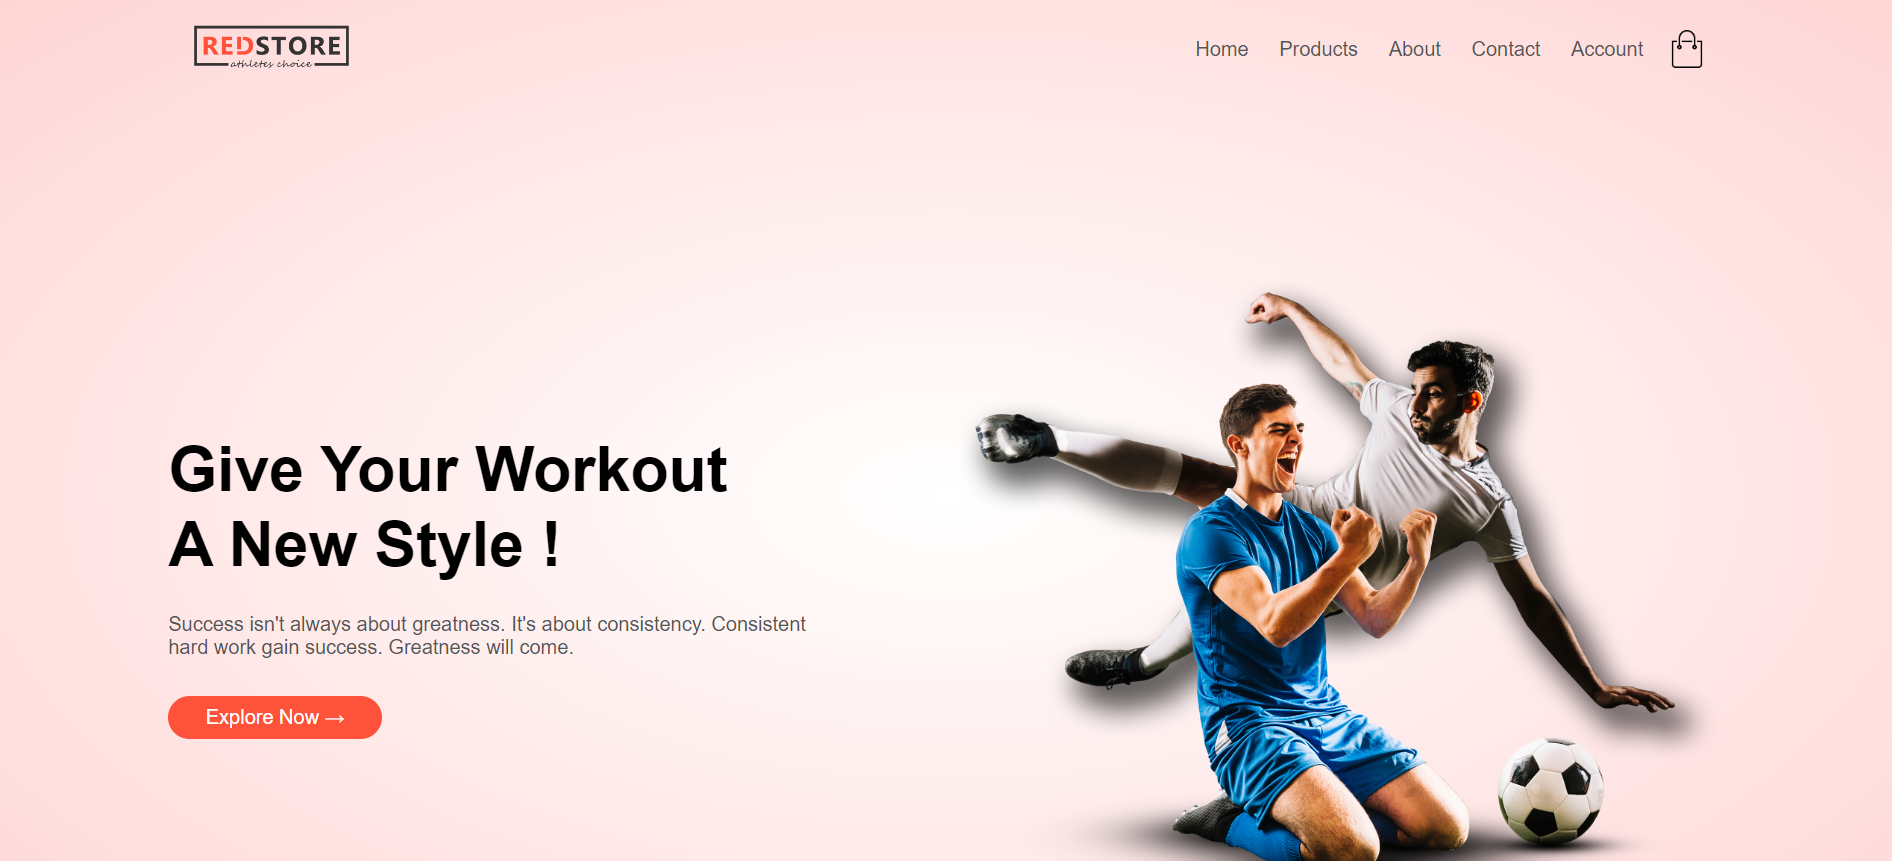 REDSTORE
athletes choice
Home Products About Contact Account
Give Your Workout
A New Style !
Success isn't always about greatness. It's about consistency. Consistent
hard work gain success. Greatness will come.
Explore Now →